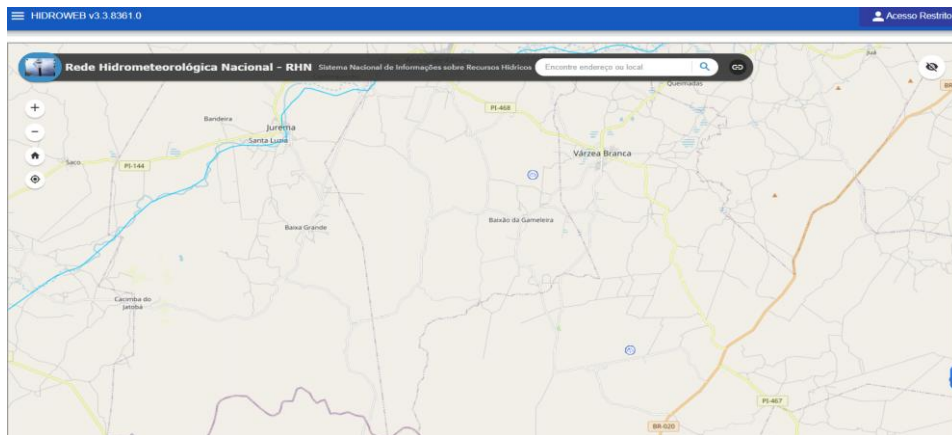 HIDROWEB v3.3.8361.0
Acesso Restrito
Rede Hidrometeorológica Nacional - RHN Sistema Nacional de Informações sobre Recursos Hídricos Encontre endereço ou local
Juá
Queimadas
BR
PI-468
Bandeira
Jurema
Santa Luzia
Várzea Branca
Saco
PI-144
Baixão da Gameleira
Baixa Grande
Cacimba do
Jatobá
PI-467
BR-020